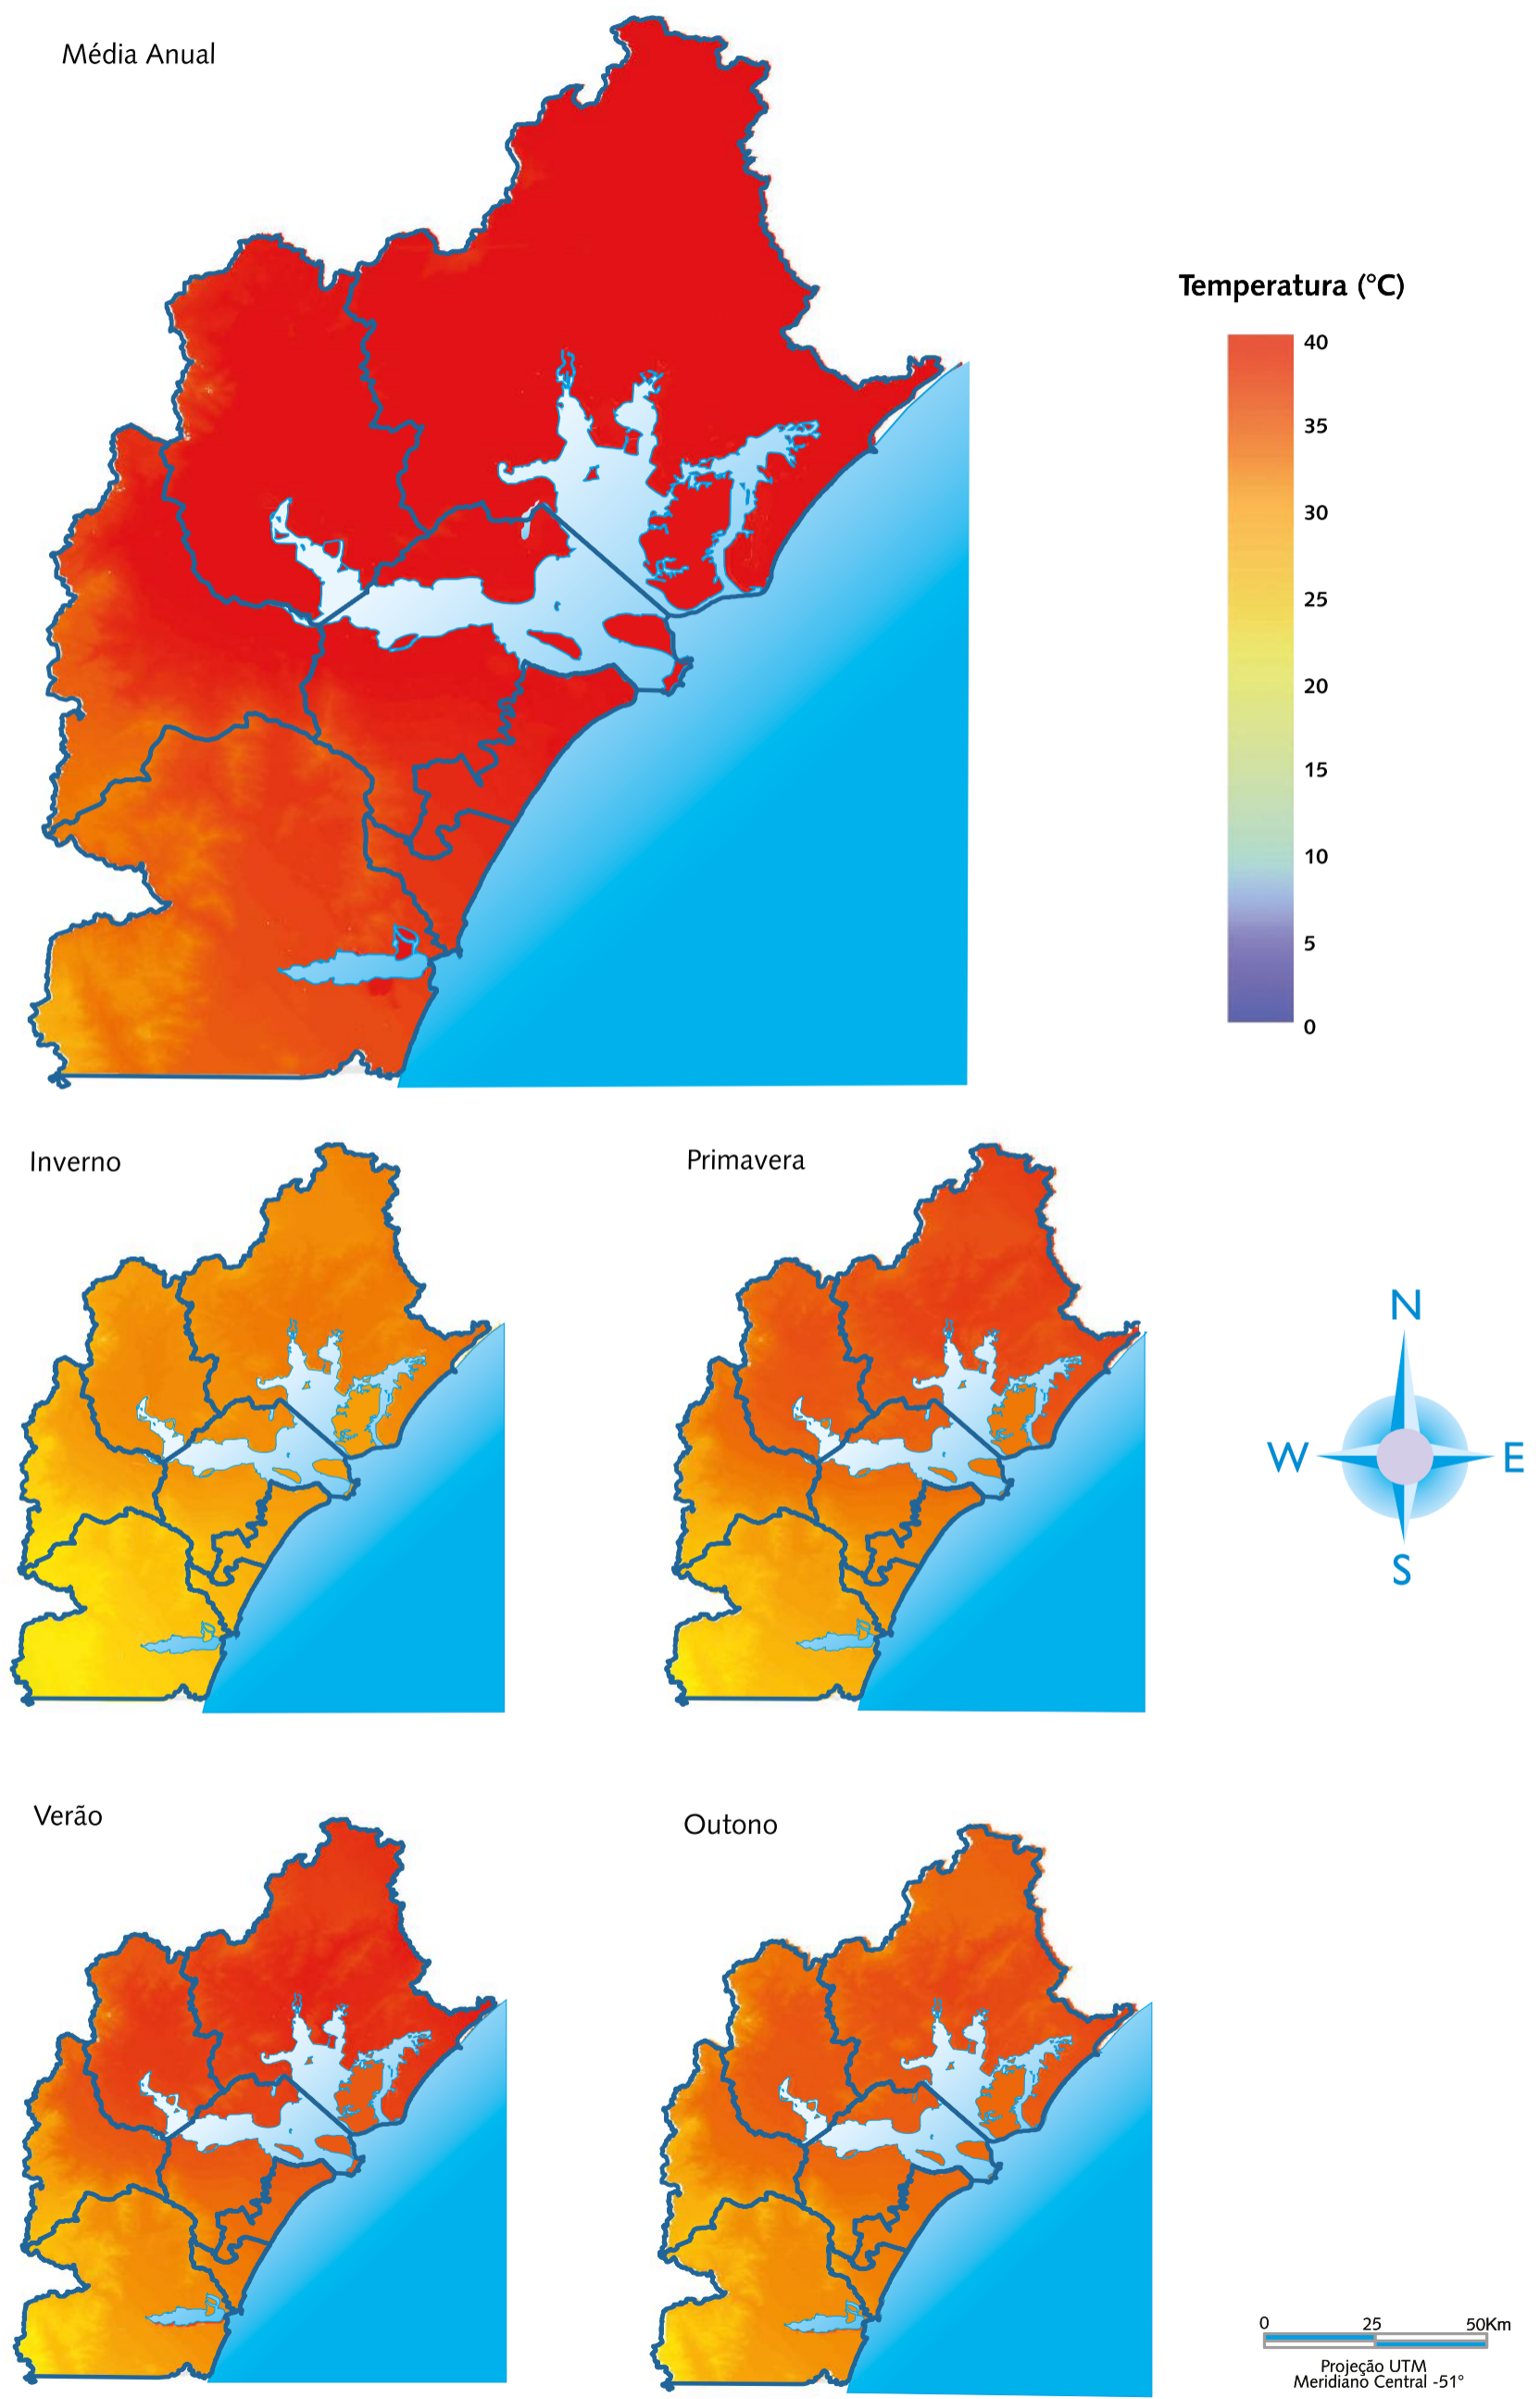 Média Anual
Temperatura (°C)
40
35
30
25
20
15
10
5
0
Inverno
Primavera
N
W
E
S
Verão
Outono
0 25 50Km
Projeção UTM
Meridiano Central -51°